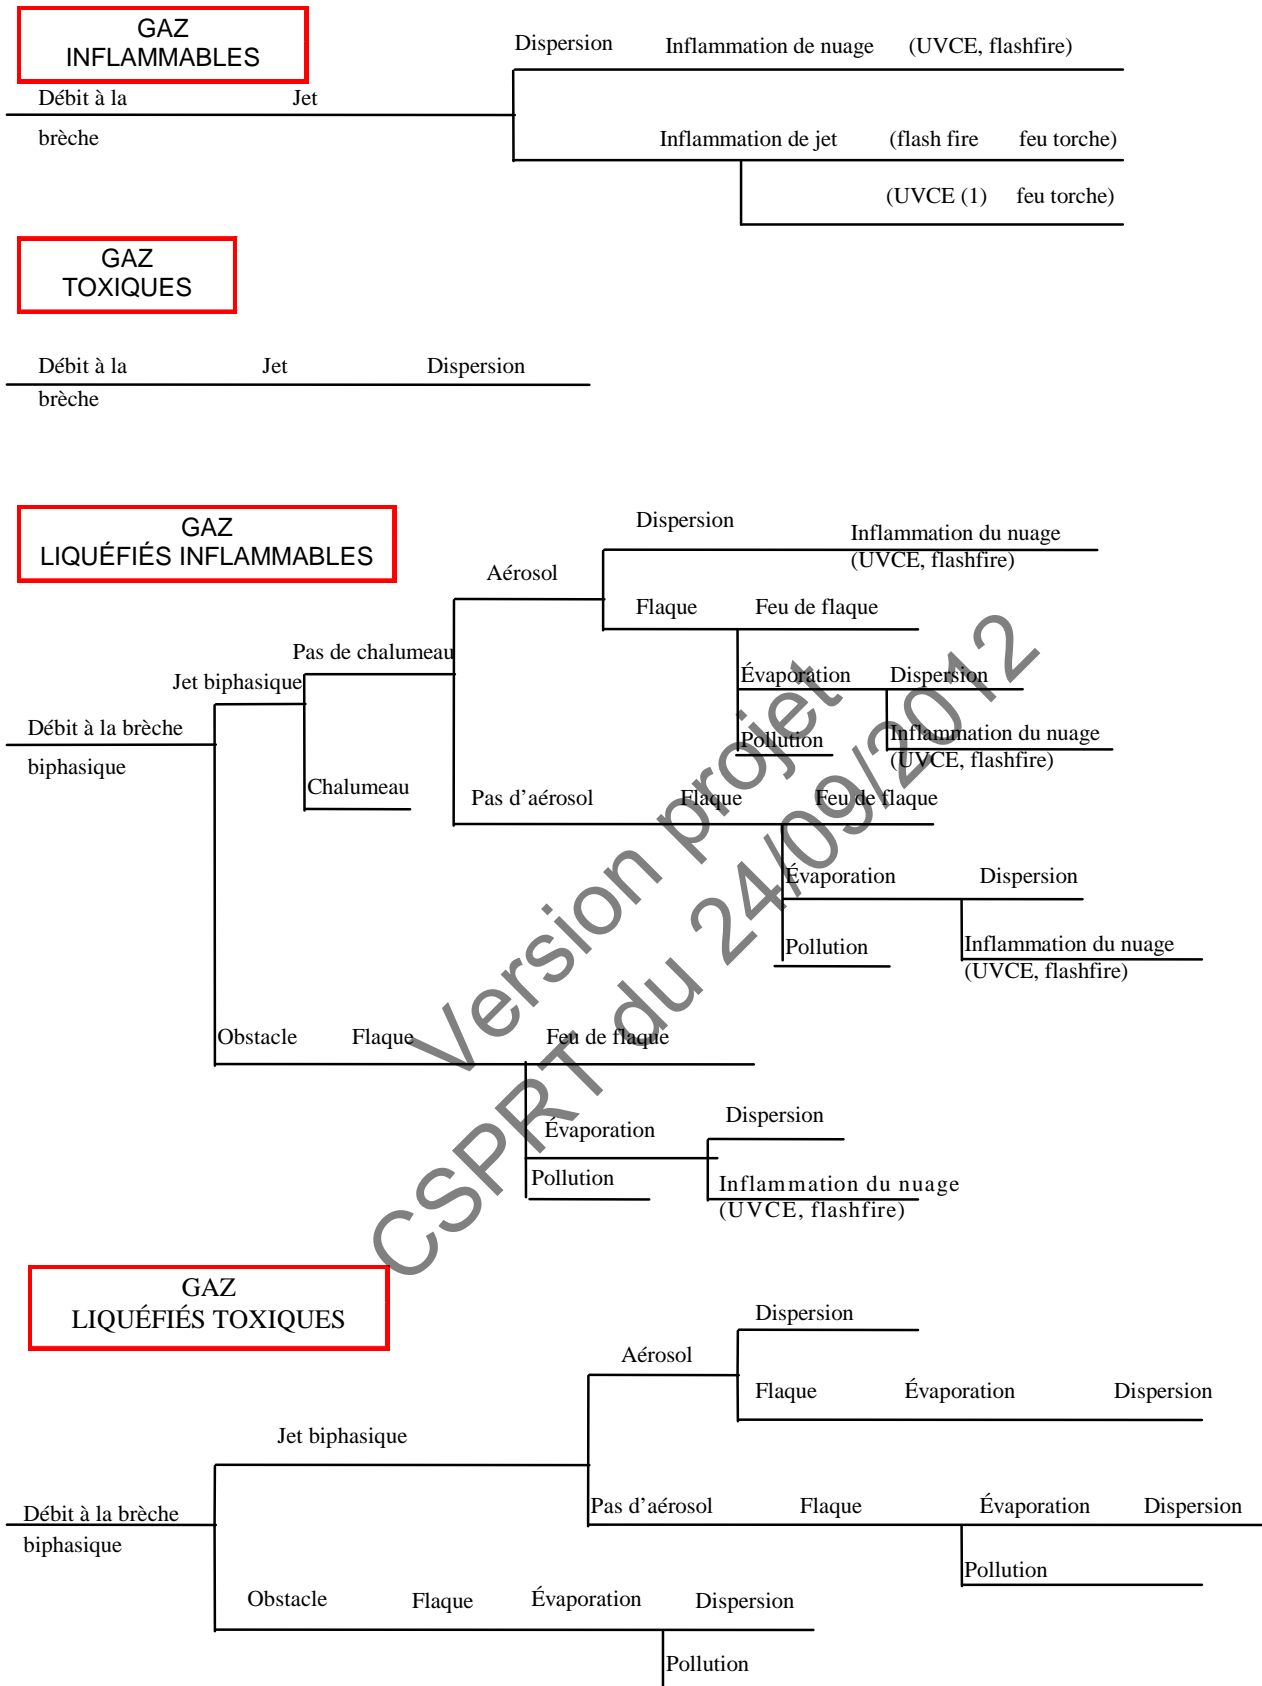 GAZ
INFLAMMABLES
Dispersion Inflammation de nuage (UVCE, flashfire)
Débit à la Jet
brèche
Inflammation de jet (flash fire feu torche)
(UVCE (1) feu torche)
GAZ
TOXIQUES
Débit à la Jet Dispersion
brèche
GAZ
LIQUÉFIÉS INFLAMMABLES
Dispersion
Inflammation du nuage
(UVCE, flashfire)
Aérosol
Flaque Feu de flaque
Pas de chalumeau
Jet biphasique
Évaporation Dispersion
Débit à la brèche
biphasique
Pollution
Inflammation du nuage
(UVCE, flashfire)
Chalumeau
Pas d’aérosol Flaque Feu de flaque
Évaporation Dispersion
Pollution
Inflammation du nuage
(UVCE, flashfire)
Obstacle Flaque Feu de flaque
Dispersion
Évaporation
Pollution
Inflammation du nuage
(UVCE, flashfire)
Version projet
CSPRT du 24/09/2012
GAZ
LIQUÉFIÉS TOXIQUES
Dispersion
Aérosol
Flaque Évaporation Dispersion
Jet biphasique
Pas d’aérosol Flaque Évaporation Dispersion
Débit à la brèche
biphasique
Pollution
Obstacle Flaque Évaporation Dispersion
Pollution